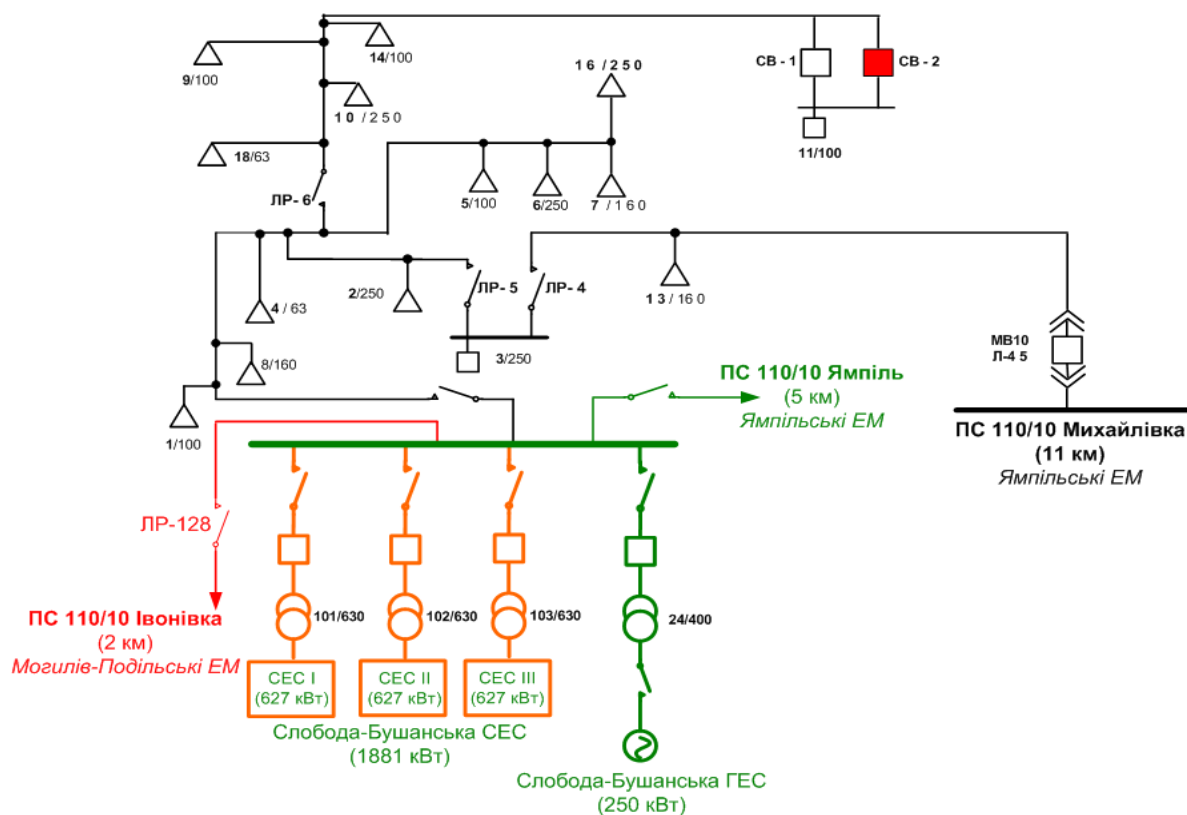 14/100
9/100
16/250
СВ - 1
СВ - 2
10 / 250
11/100
18/63
ЛР- 6
5/100
6/250
7 / 160
ЛР- 5
ЛР- 4
2/250
13/ 160
4 / 63
МВ10
Л-4 5
3/250
8/160
ПС 110/10 Ямпіль
(5 км)
Ямпільські ЕМ
1/100
ПС 110/10 Михайлівка
(11 км)
Ямпільські ЕМ
ЛР-128
ПС 110/10 Івонівка
(2 км)
Могилів-Подільські ЕМ
101/630
102/630
103/630
24/400
СЕС І
(627 кВт)
СЕС ІІ
(627 кВт)
СЕС ІІІ
(627 кВт)
Слобода-Бушанська СЕС
(1881 кВт)
Слобода-Бушанська ГЕС
(250 кВт)